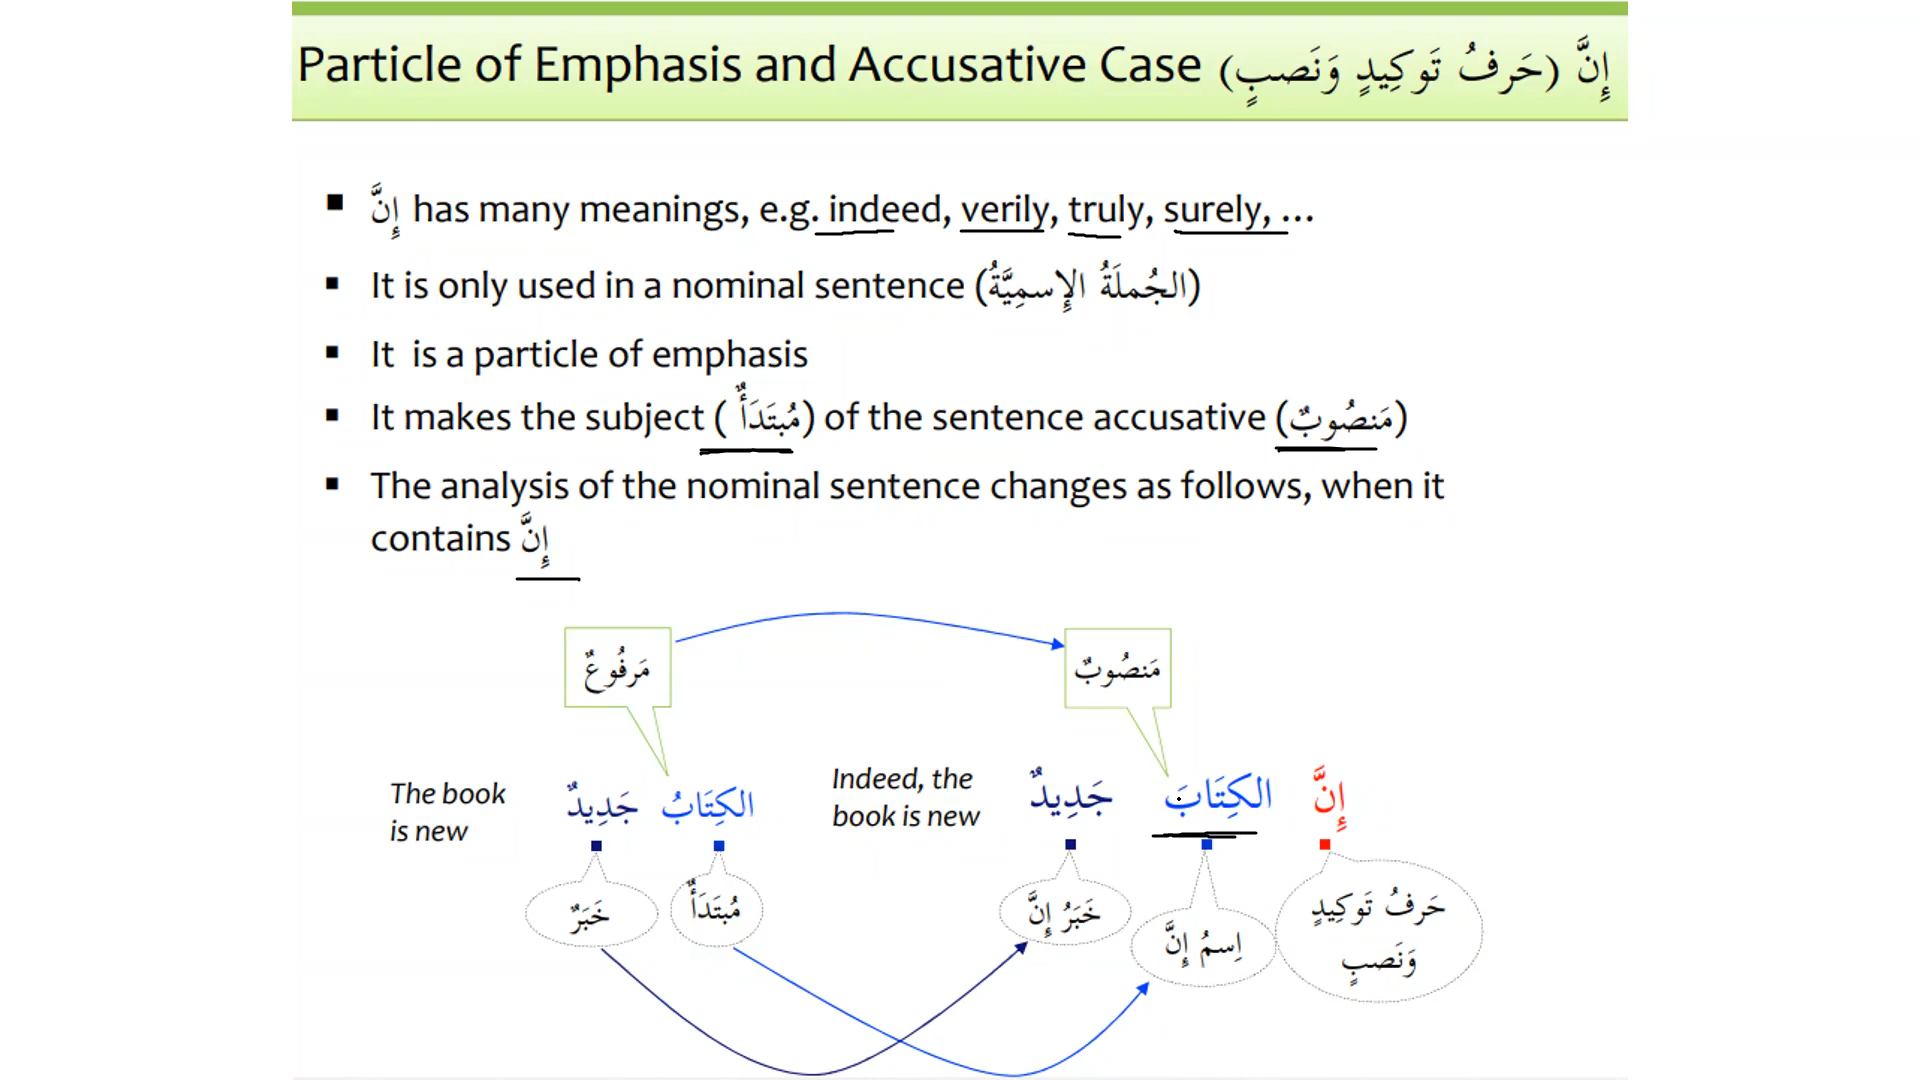 Particle of Emphasis and Accusative Case (حَرفُ تَوكِيدٍ وَنَصبٍ) إِنَّ
إِنَّ has many meanings, e.g. indeed, verily, truly, surely, ...
It is only used in a nominal sentence (الجُملَةُ الإِسمِيَّةُ)
It is a particle of emphasis
It makes the subject (مُبتَدَأٌ) of the sentence accusative (مَنصُوبٌ)
The analysis of the nominal sentence changes as follows, when it
contains إِنَّ
مَرفُوعٌ
مَنصُوبٌ
The book
is new
الكِتَابُ جَدِيدٌ
Indeed, the
book is new
إِنَّ الكِتَابَ جَدِيدٌ
خَبَرٌ
مُبتَدَأٌ
خَبَرُ إِنَّ
اِسمُ إِنَّ
حَرفُ تَوكِيدٍ
وَنَصبٍ